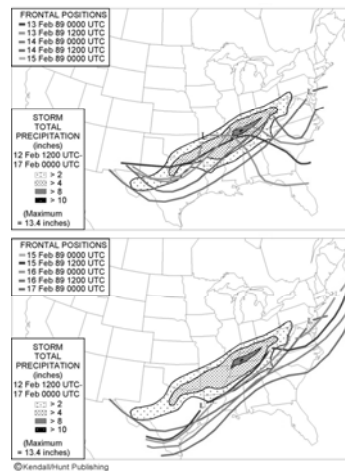 FRONTAL POSITIONS
13 Feb 89 0000 UTC
13 Feb 89 1200 UTC
14 Feb 89 0000 UTC
14 Feb 89 1200 UTC
15 Feb 89 0000 UTC
STORM
TOTAL
PRECIPITATION
(inches)
12 Feb 1200 UTC-
17 Feb 0000 UTC
> 2
> 4
> 8
> 10
(Maximum
= 13.4 inches)
L
FRONTAL POSITIONS
15 Feb 89 0000 UTC
15 Feb 89 1200 UTC
16 Feb 89 0000 UTC
16 Feb 89 1200 UTC
17 Feb 89 0000 UTC
STORM
TOTAL
PRECIPITATION
(inches)
12 Feb 1200 UTC-
17 Feb 0000 UTC
> 2
> 4
> 8
> 10
(Maximum
= 13.4 inches)
©Kendall/Hunt Publishing